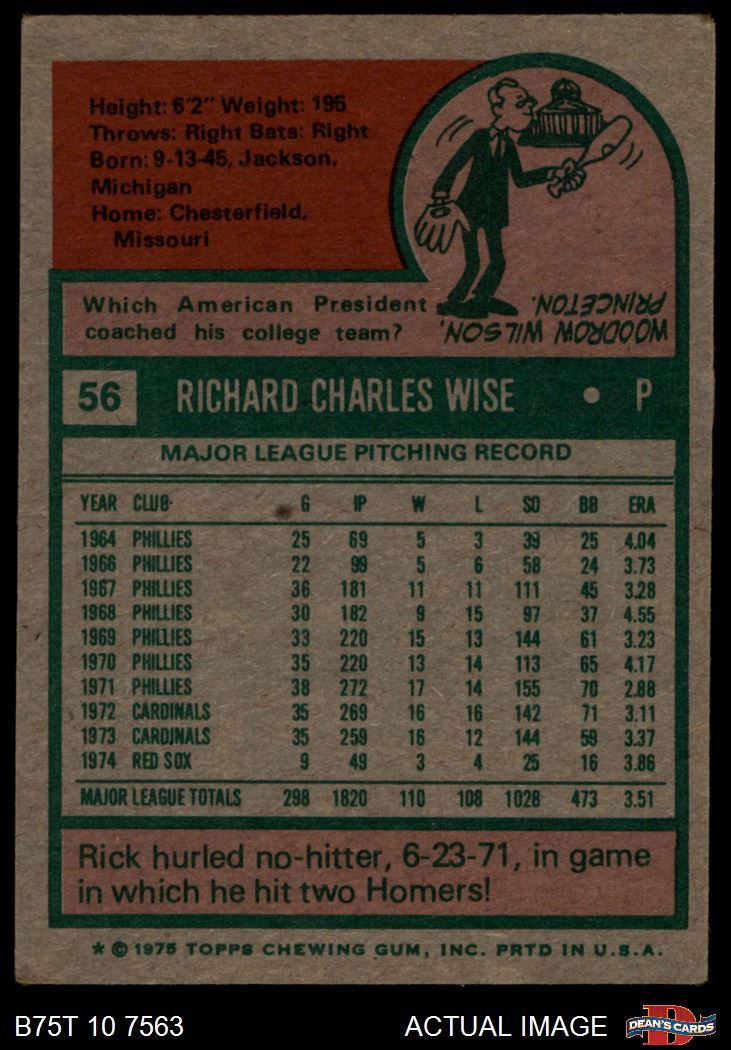 Height: 6'2" Weight: 195
Throws: Right Bats: Right
Born: 9-13-45, Jackson,
Michigan
Home: Chesterfield,
Missouri
Which American President
coached his college team?
WOODROW WILSON,
PRINCETON.
56 RICHARD CHARLES WISE • P
MAJOR LEAGUE PITCHING RECORD
YEAR CLUB G IP W L SO BB ERA
1964 PHILLIES 25 69 5 3 39 25 4.04
1966 PHILLIES 22 99 5 6 58 24 3.73
1967 PHILLIES 36 181 11 11 111 45 3.28
1968 PHILLIES 30 182 9 15 97 37 4.55
1969 PHILLIES 33 220 15 13 144 61 3.23
1970 PHILLIES 35 220 13 14 113 65 4.17
1971 PHILLIES 38 272 17 14 155 70 2.88
1972 CARDINALS 35 269 16 16 142 71 3.11
1973 CARDINALS 35 259 16 12 144 59 3.37
1974 RED SOX 9 49 3 4 25 16 3.86
MAJOR LEAGUE TOTALS 298 1820 110 108 1028 473 3.51
Rick hurled no-hitter, 6-23-71, in game
in which he hit two Homers!
* © 1975 TOPPS CHEWING GUM, INC. PRTD IN U.S.A.
B75T 10 7563 ACTUAL IMAGE D DEAN'S CARDS